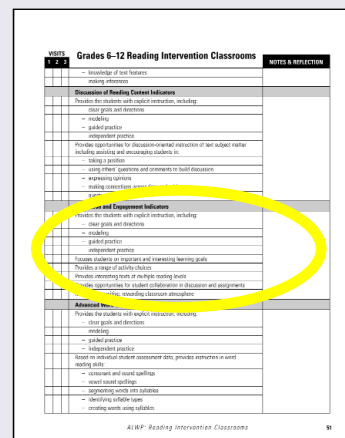 VISITS
1 2 3
Grades 6–12 Reading Intervention Classrooms
NOTES & REFLECTION
– knowledge of text features
making inferences
Discussion of Reading Content Indicators
Provides the students with explicit instruction, including:
clear goals and directions
– modeling
– guided practice
independent practice
Provides opportunities for discussion-oriented instruction of text subject matter
including assisting and encouraging students in:
– taking a position
– using others' questions and comments to build discussion
– expressing opinions
– making connections
and Engagement Indicators
Provides the students with explicit instruction, including:
– clear goals and directions
– modeling
– guided practice
independent practice
Focuses students on important and interesting learning goals
Provides a range of activity choices
Provides interesting texts at multiple reading levels
Provides opportunities for student collaboration in discussion and assignments
rewarding classroom atmosphere
Advanced
Provides the students with explicit instruction, including:
– clear goals and directions
modeling
– guided practice
– independent practice
Based on individual student assessment data, provides instruction in word
reading skills:
– consonant and sound spellings
– vowel sound spellings
– segmenting words into syllables
– identifying syllable types
– creating words using syllables
ALWP: Reading Intervention Classrooms
51